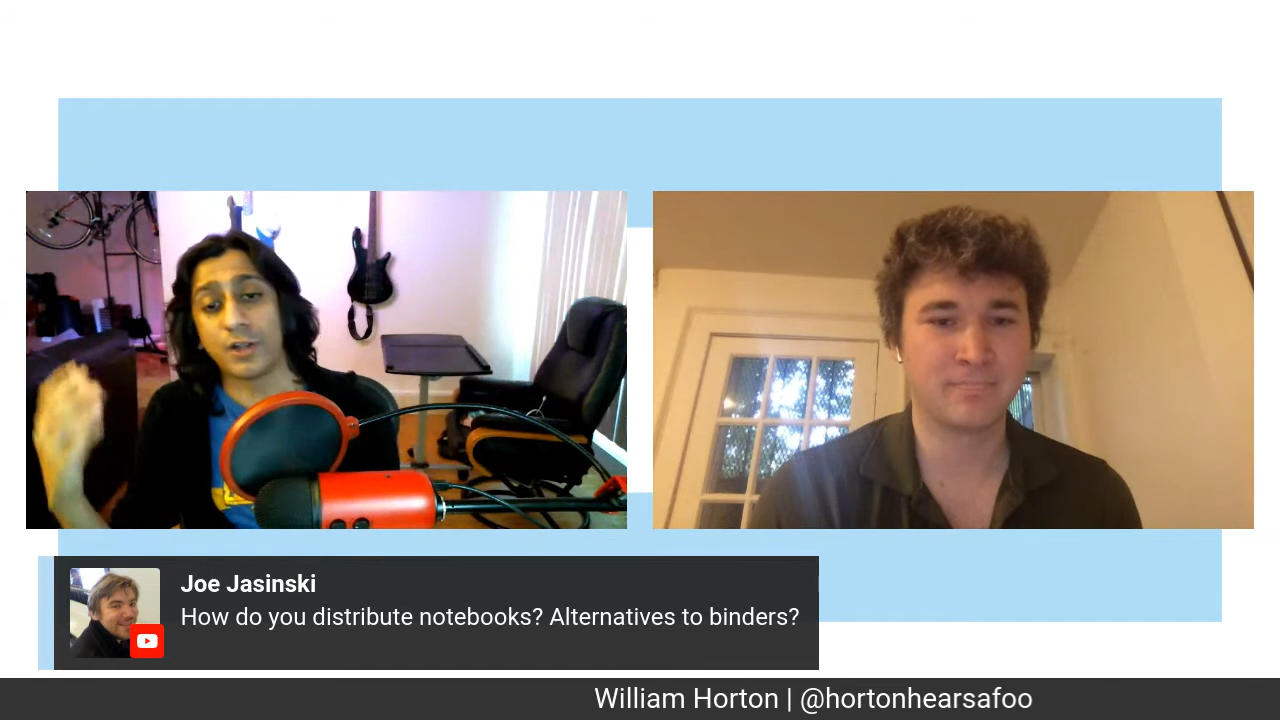 Joe Jasinski
How do you distribute notebooks? Alternatives to binders?
William Horton | @hortonhearsafoo